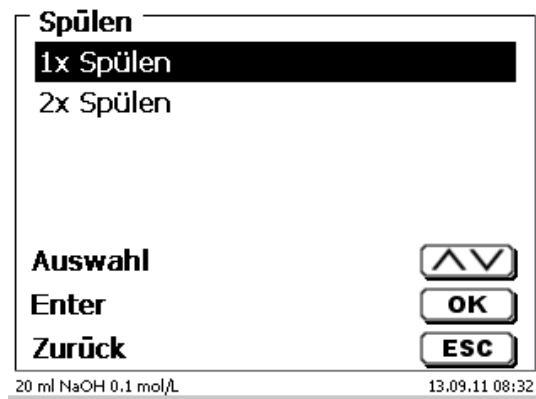 Spülen
1x Spülen
2x Spülen
Auswahl
Enter OK
Zurück ESC
20 ml NaOH 0.1 mol/L 13.09.11 08:32